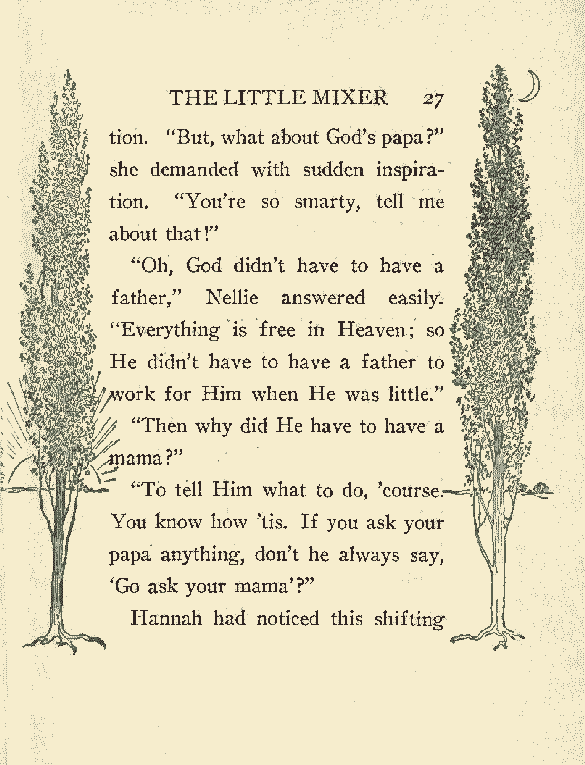 THE LITTLE MIXER 27
tion. “But, what about God’s papa?”
she demanded with sudden inspira-
tion. “You’re so smarty, tell me
about that!”
“Oh, God didn’t have to have a
father,” Nellie answered easily.
“Everything is free in Heaven; so
He didn’t have to have a father to
work for Him when He was little.”
“Then why did He have to have a
mama?”
“To tell Him what to do, ’course.
You know how ’tis. If you ask your
papa anything, don’t he always say,
‘Go ask your mama’?”
Hannah had noticed this shifting